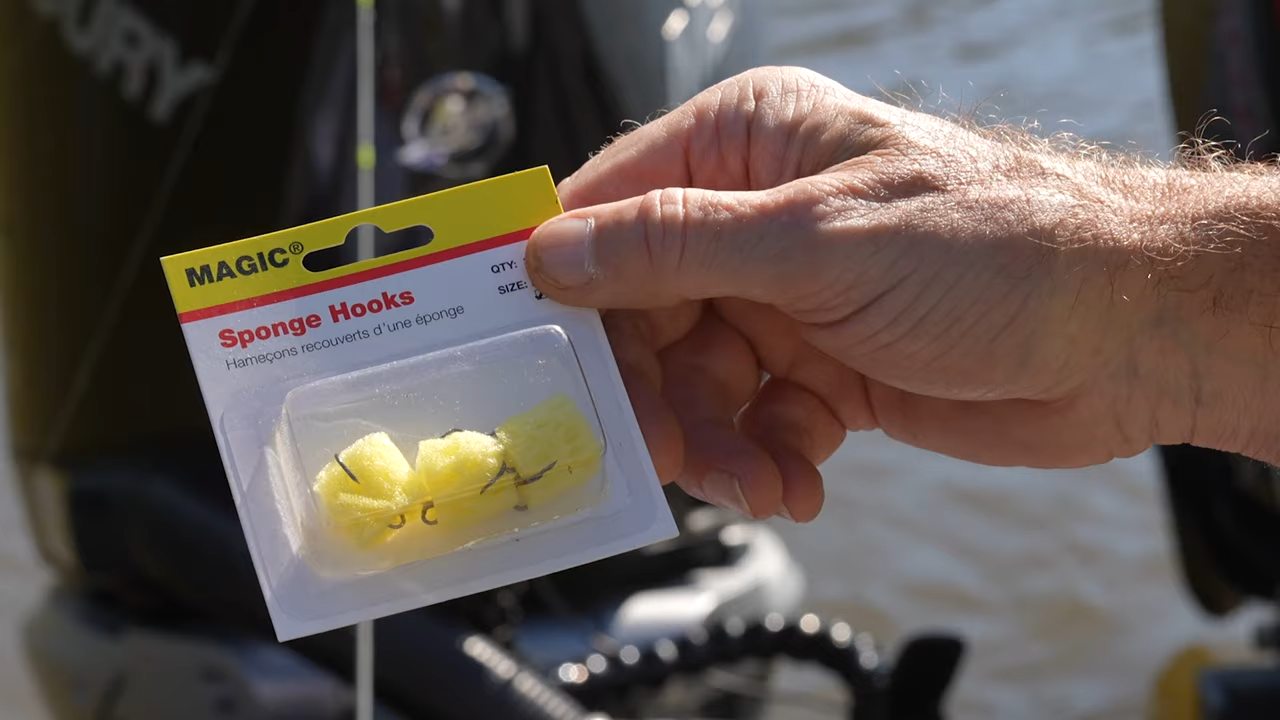 MAGIC®
QTY:
SIZE:
Sponge Hooks
Hameçons recouverts d'une éponge